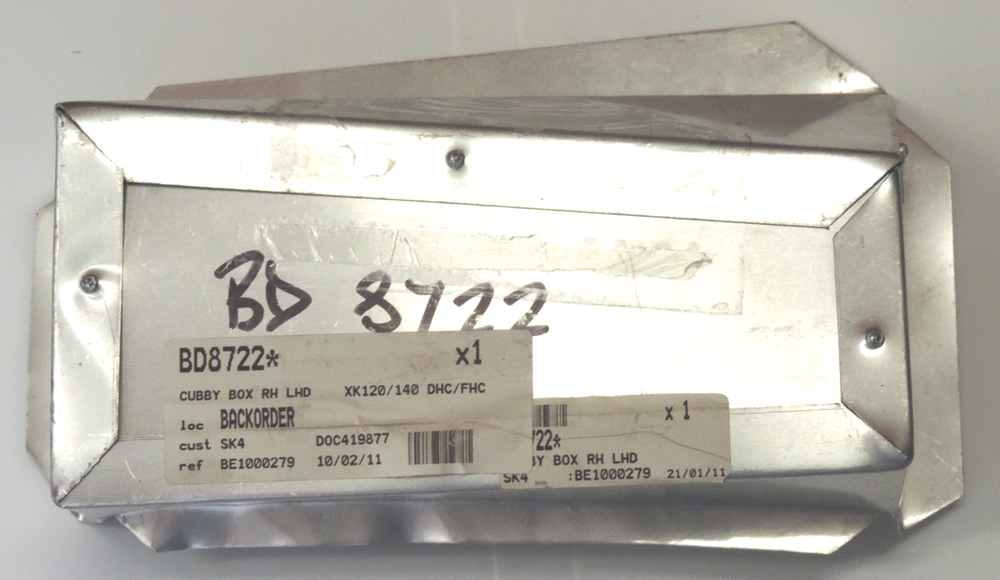 BD 8722
BD8722* x1
CUBBY BOX RH LHD XK120/140 DHC/FHC
loc BACKORDER
cust SK4 DOC419877
ref BE1000279 10/02/11
x 1
722*
BY BOX RH LHD
SK4 :BE1000279 21/01/11